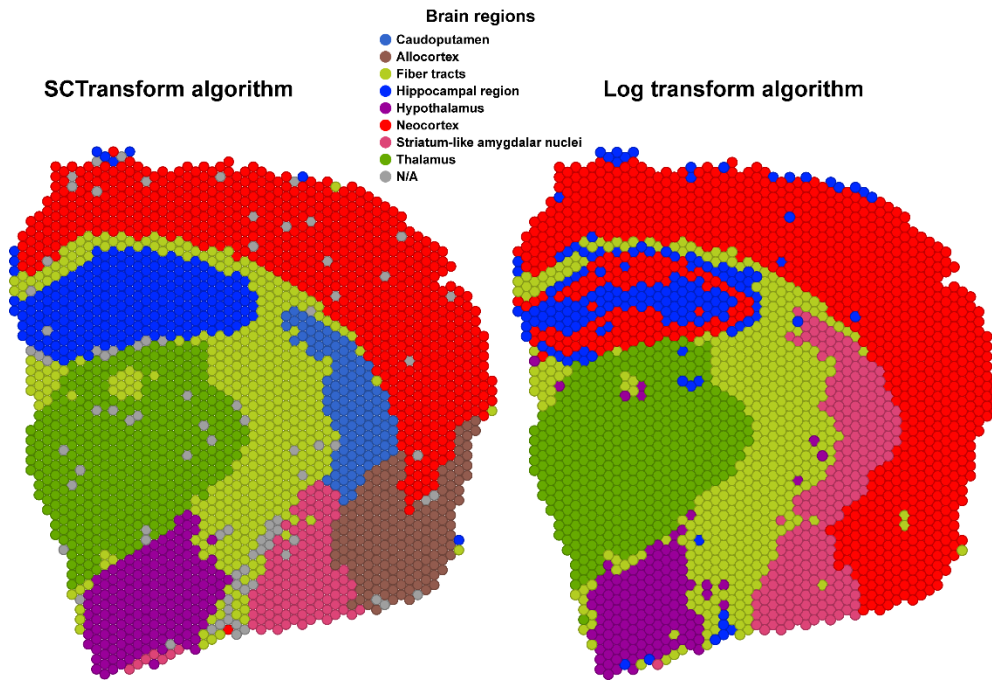 Brain regions
Caudoputamen
Allocortex
Fiber tracts
Hippocampal region
Hypothalamus
Neocortex
Striatum-like amygdalar nuclei
Thalamus
N/A
SCTransform algorithm
Log transform algorithm